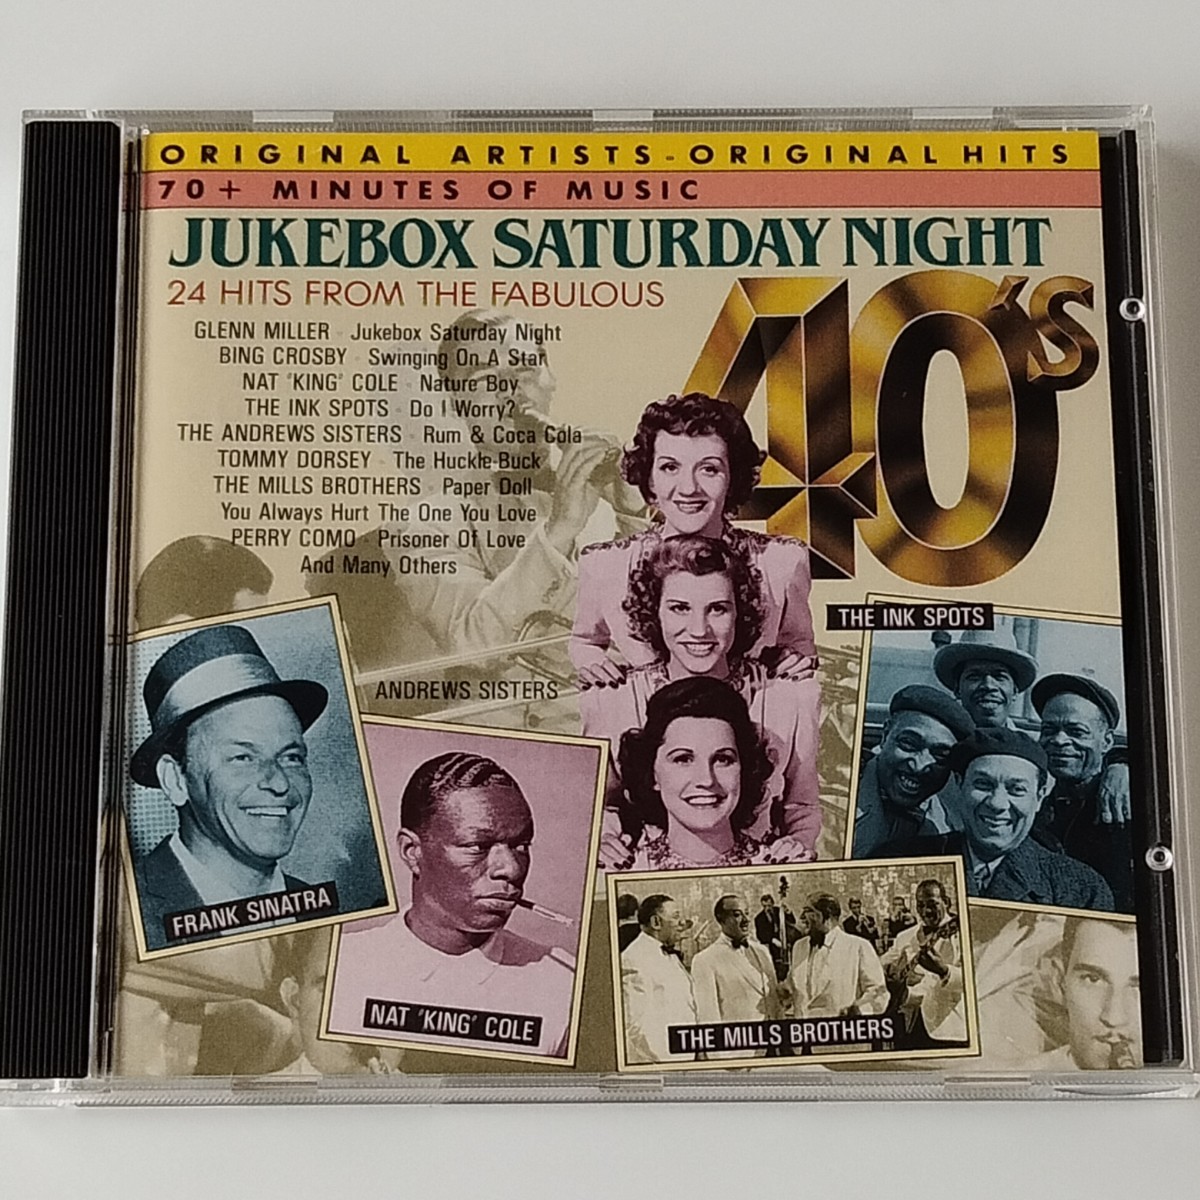 ORIGINAL ARTISTS-ORIGINAL HITS
70+ MINUTES OF MUSIC
JUKEBOX SATURDAY NIGHT
24 HITS FROM THE FABULOUS
40's
GLENN MILLER - Jukebox Saturday Night
BING CROSBY - Swinging On A Star
NAT 'KING' COLE - Nature Boy
THE INK SPOTS - Do I Worry?
THE ANDREWS SISTERS - Rum & Coca Cola
TOMMY DORSEY - The Huckle-Buck
THE MILLS BROTHERS - Paper Doll
You Always Hurt The One You Love
PERRY COMO - Prisoner Of Love
And Many Others
THE INK SPOTS
ANDREWS SISTERS
FRANK SINATRA
NAT 'KING' COLE
THE MILLS BROTHERS